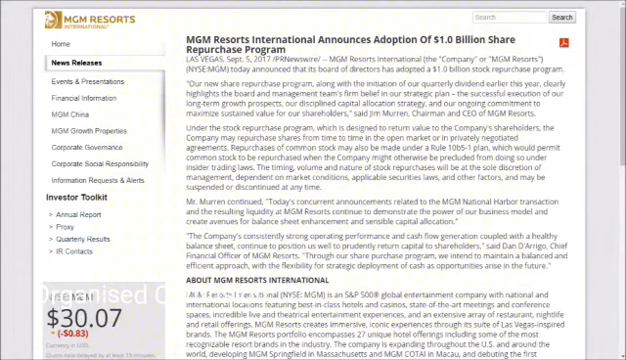 MGM RESORTS
INTERNATIONAL
Search
Search
Home
News Releases
Events & Presentations
Financial Information
MGM China
MGM Growth Properties
Corporate Governance
Corporate Social Responsibility
Information Requests & Alerts
Investor Toolkit
> Annual Report
> Proxy
> Quarterly Results
> IR Contacts
$30.07
(-$0.83)
Currency in USD.
Quotes delayed by at least 15 minutes.
Organised C
MGM Resorts International Announces Adoption Of $1.0 Billion Share
Repurchase Program
LAS VEGAS, Sept. 5, 2017 /PRNewswire/ -- MGM Resorts International (the "Company" or "MGM Resorts")
(NYSE:MGM) today announced that its board of directors has adopted a $1.0 billion stock repurchase program.
"Our new share repurchase program, along with the initiation of our quarterly dividend earlier this year, clearly
highlights the board and management team's firm belief in our strategic plan – the successful execution of our
long-term growth prospects, our disciplined capital allocation strategy, and our ongoing commitment to
maximize sustained value for our shareholders," said Jim Murren, Chairman and CEO of MGM Resorts.
Under the stock repurchase program, which is designed to return value to the Company's shareholders, the
Company may repurchase shares from time to time in the open market or in privately negotiated
agreements. Repurchases of common stock may also be made under a Rule 10b5-1 plan, which would permit
common stock to be repurchased when the Company might otherwise be precluded from doing so under
insider trading laws. The timing, volume and nature of stock repurchases will be at the sole discretion of
management, dependent on market conditions, applicable securities laws, and other factors, and may be
suspended or discontinued at any time.
Mr. Murren continued, "Today's concurrent announcements related to the MGM National Harbor transaction
and the resulting liquidity at MGM Resorts continue to demonstrate the power of our business model and
create avenues for balance sheet enhancement and sensible capital allocation."
"The Company's consistently strong operating performance and cash flow generation coupled with a healthy
balance sheet, continue to position us well to prudently return capital to shareholders," said Dan D'Arrigo, Chief
Financial Officer of MGM Resorts. "Through our share purchase program, we intend to maintain a balanced and
efficient approach, with the flexibility for strategic deployment of cash as opportunities arise in the future."
ABOUT MGM RESORTS INTERNATIONAL
(NYSE: MGM) is an S&P 500® global entertainment company with national and
international locations featuring best-in-class hotels and casinos, state-of-the-art meetings and conference
spaces, incredible live and theatrical entertainment experiences, and an extensive array of restaurant, nightlife
and retail offerings. MGM Resorts creates immersive, iconic experiences through its suite of Las Vegas-inspired
brands. The MGM Resorts portfolio encompasses 27 unique hotel offerings including some of the most
recognizable resort brands in the industry. The company is expanding throughout the U.S. and around the
world, developing MGM Springfield in Massachusetts and MGM COTAI in Macau, and debuting the first